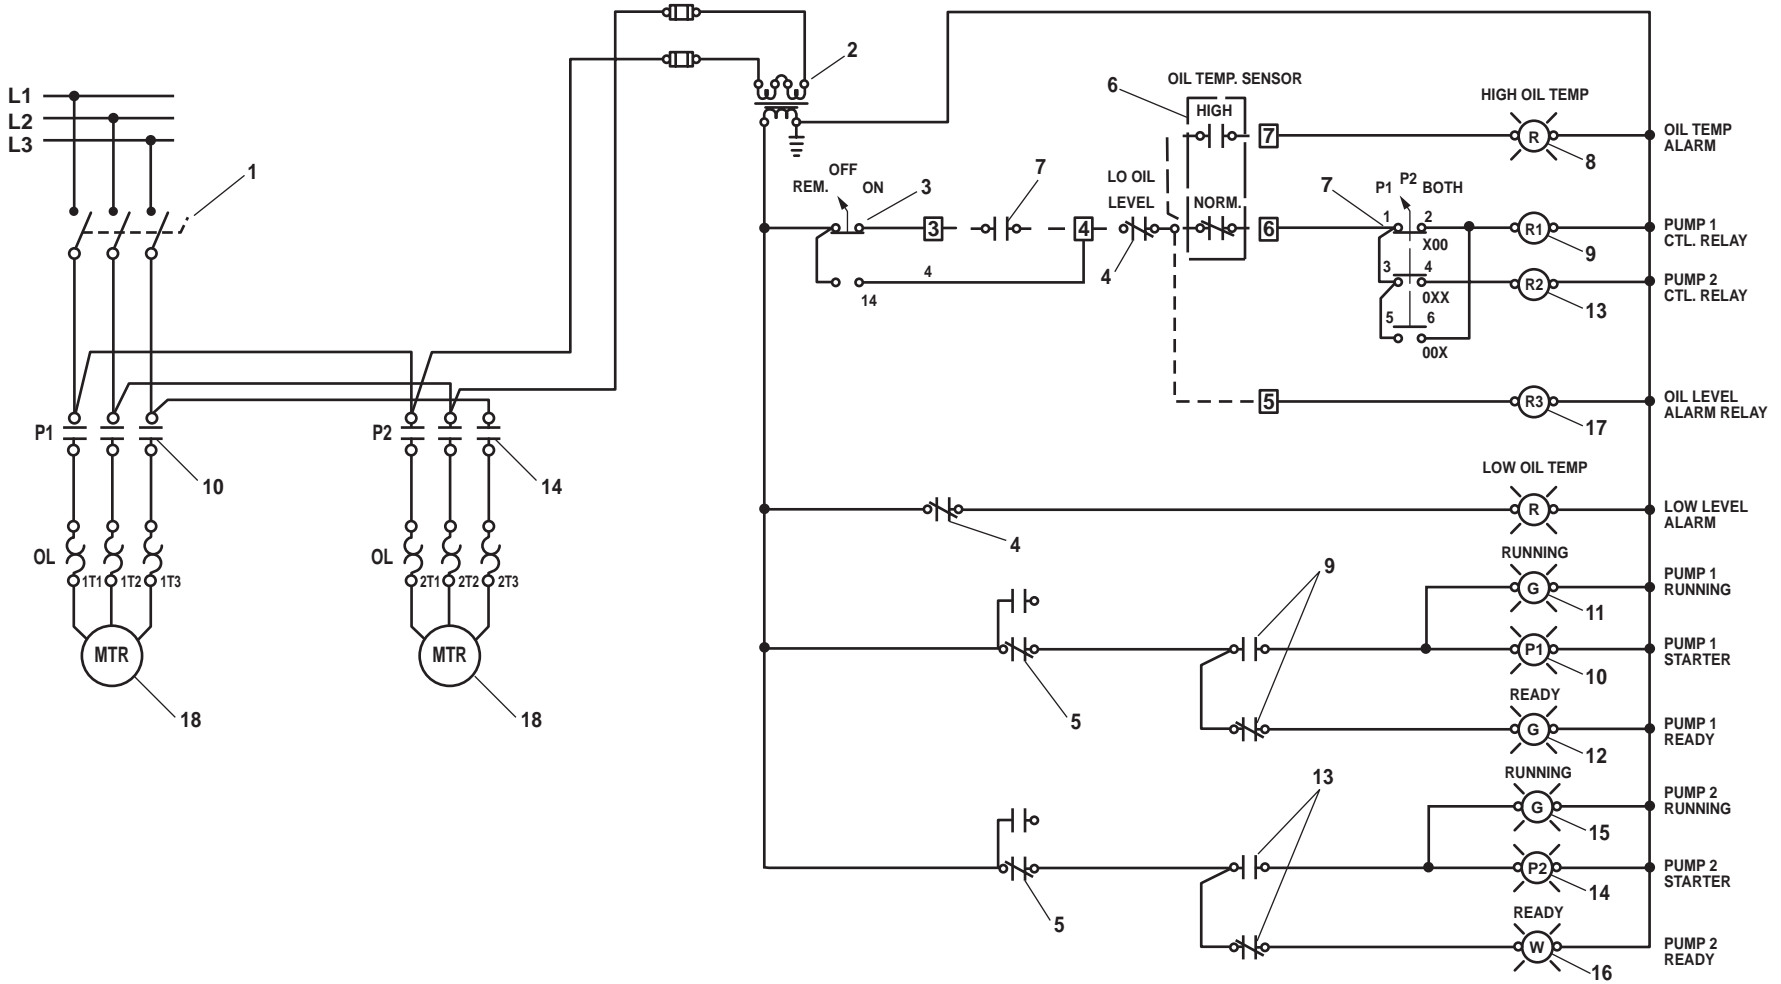 2
OIL TEMP. SENSOR
6
HIGH
HIGH OIL TEMP
L1
L2
L3
7
R
OIL TEMP
ALARM
8
1
OFF
REM.
ON
3
7
LO OIL
LEVEL
NORM.
7
P1
P2
BOTH
3
4
6
1
2
X00
R1
PUMP 1
CTL. RELAY
9
4
14
4
3
4
0XX
R2
PUMP 2
CTL. RELAY
13
5
6
00X
5
R3
OIL LEVEL
ALARM RELAY
17
P1
P2
10
14
LOW OIL TEMP
R
LOW LEVEL
ALARM
4
OL
1T1
1T2
1T3
OL
2T1
2T2
2T3
RUNNING
9
G
PUMP 1
RUNNING
11
MTR
MTR
P1
PUMP 1
STARTER
10
18
18
5
READY
G
PUMP 1
READY
12
13
RUNNING
G
PUMP 2
RUNNING
15
P2
PUMP 2
STARTER
14
5
READY
W
PUMP 2
READY
16